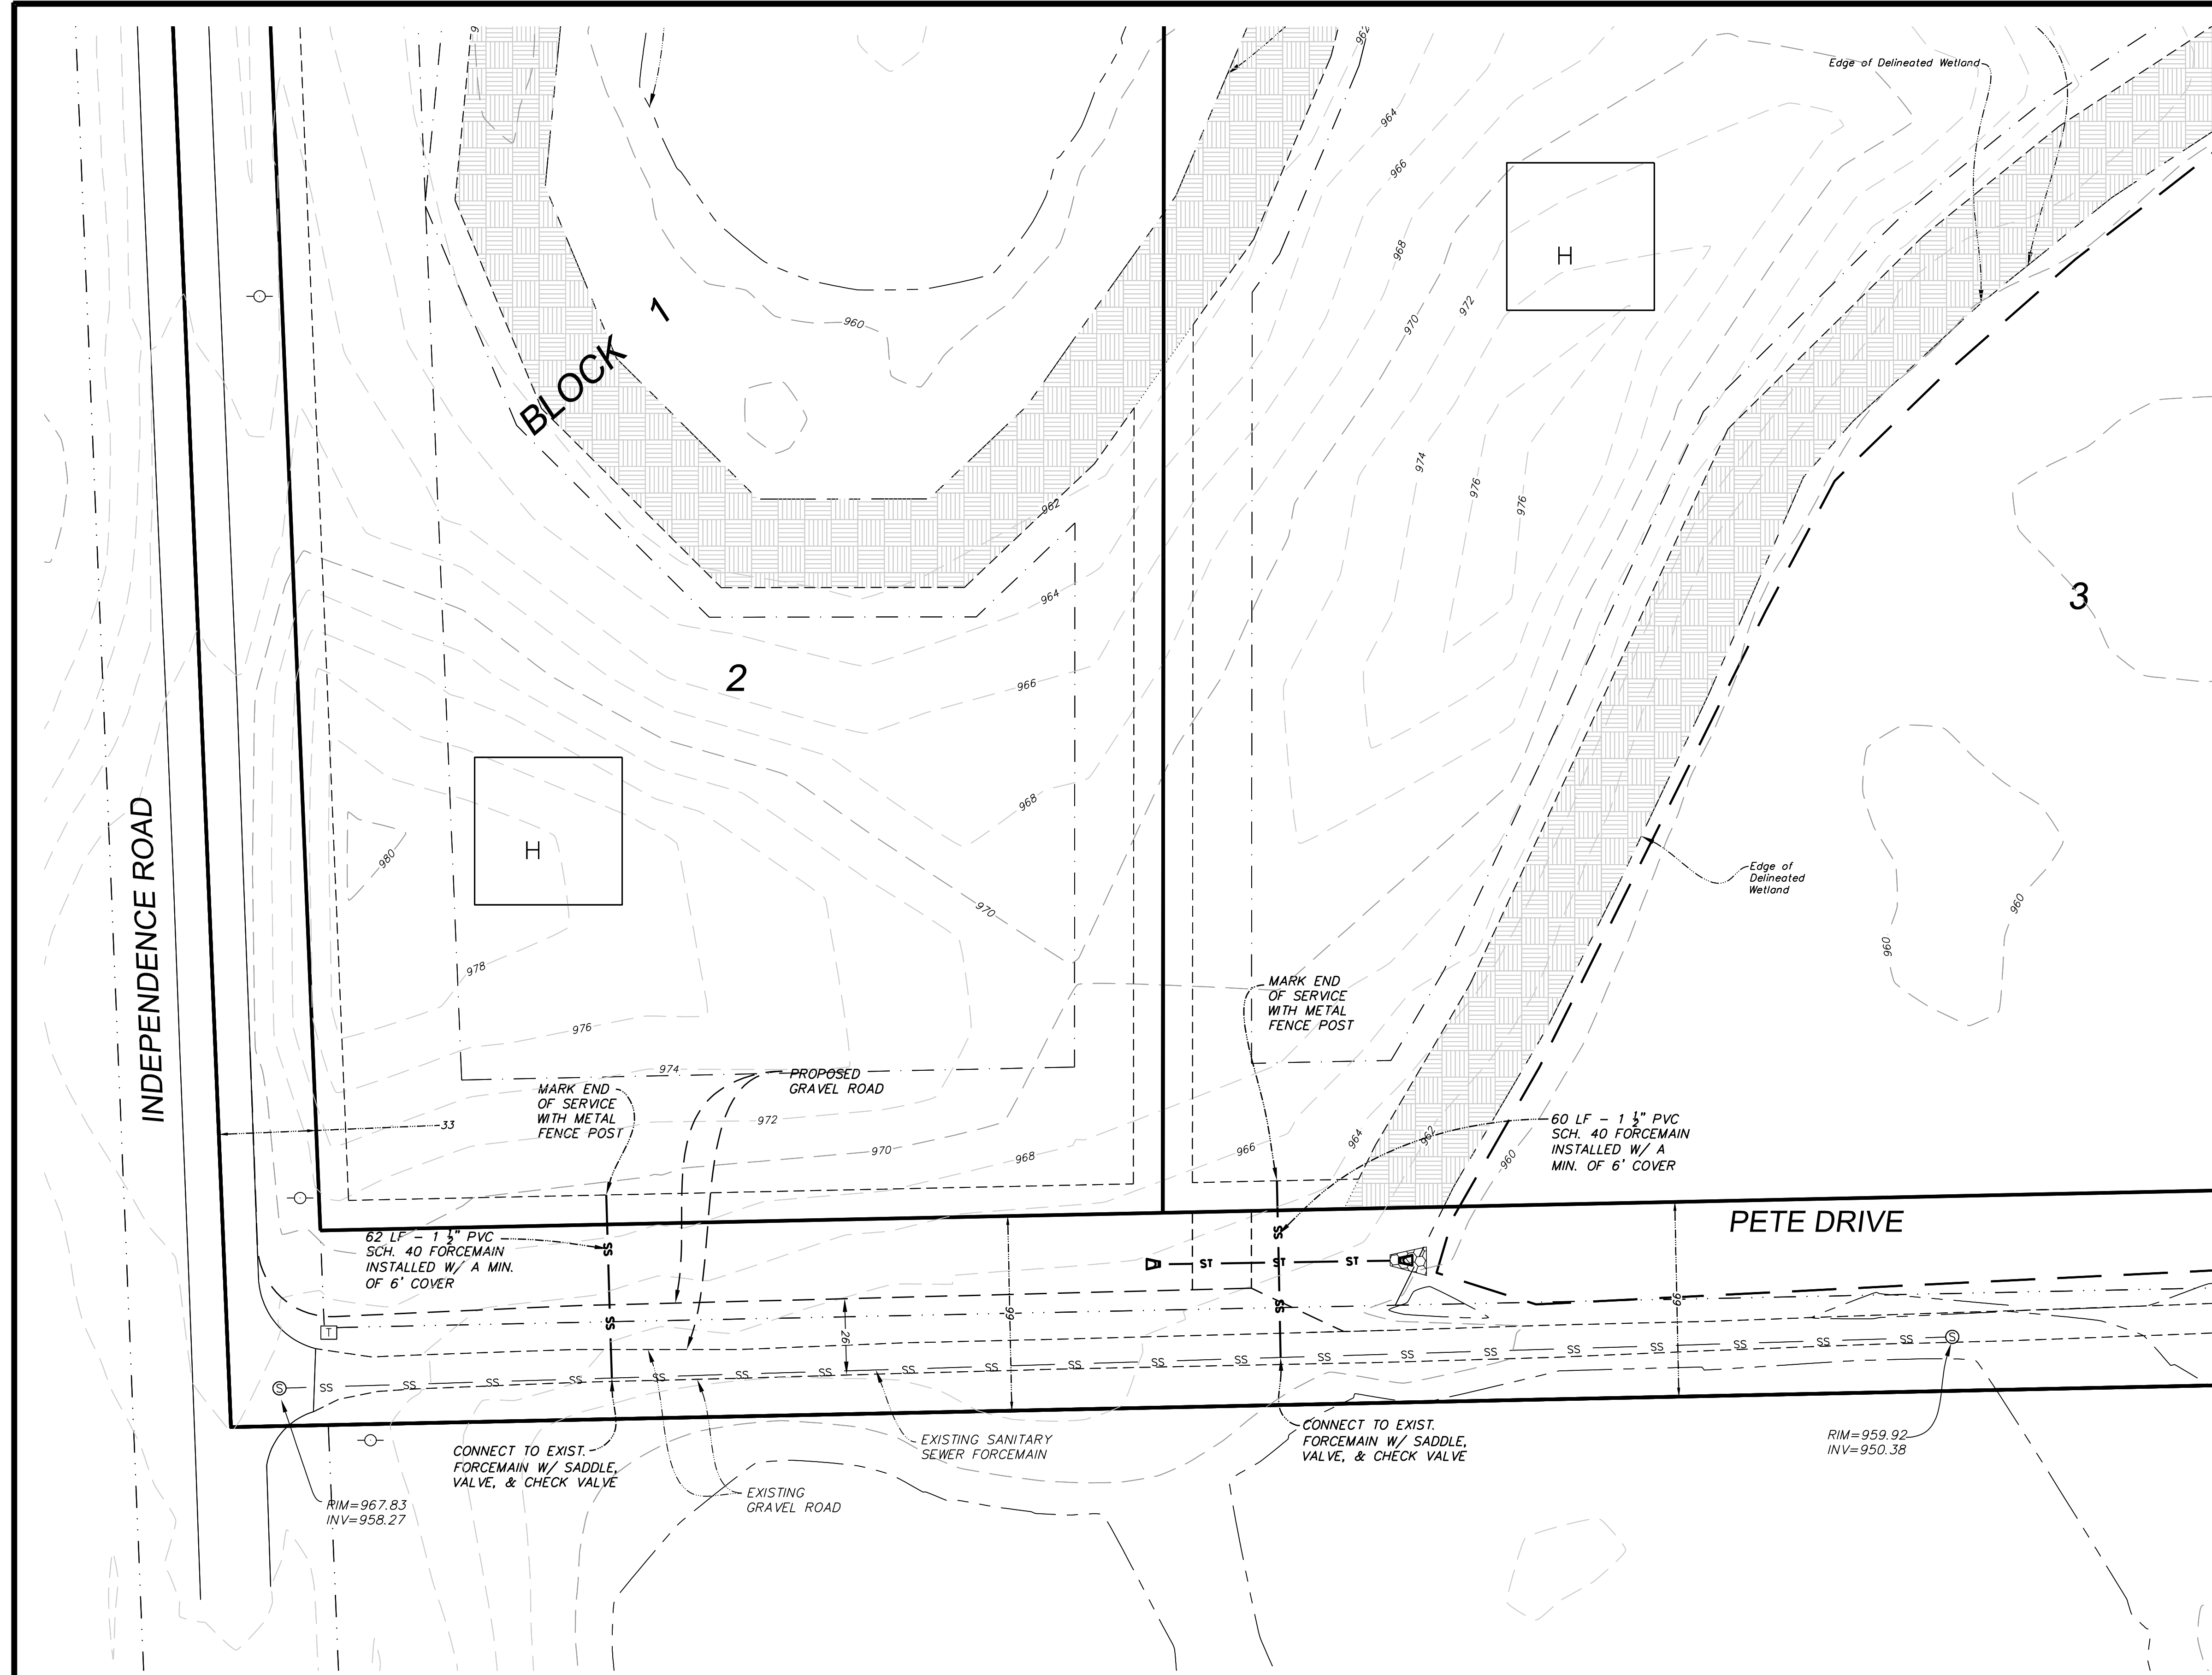 962
Edge of Delineated Wetland
964
966
968
970
972
H
BLOCK 1
960
962
964
974
976
976
3
2
966
968
INDEPENDENCE ROAD
H
980
970
978
976
974
Edge of
Delineated
Wetland
960
960
MARK END
OF SERVICE
WITH METAL
FENCE POST
PROPOSED
GRAVEL ROAD
MARK END
OF SERVICE
WITH METAL
FENCE POST
33
972
970
968
966
964
962
960
60 LF - 1 ½" PVC
SCH. 40 FORCEMAIN
INSTALLED W/ A
MIN. OF 6' COVER
PETE DRIVE
62 LF - 1 ½" PVC
SCH. 40 FORCEMAIN
INSTALLED W/ A MIN.
OF 6' COVER
SS
SS
ST ST ST
SS
SS
T
26
66
66
S SS SS SS SS SS SS SS SS SS SS SS SS SS SS SS SS SS SS SS SS S
CONNECT TO EXIST.
FORCEMAIN W/ SADDLE,
VALVE, & CHECK VALVE
EXISTING SANITARY
SEWER FORCEMAIN
CONNECT TO EXIST.
FORCEMAIN W/ SADDLE,
VALVE, & CHECK VALVE
RIM=959.92
INV=950.38
RIM=967.83
INV=958.27
EXISTING
GRAVEL ROAD